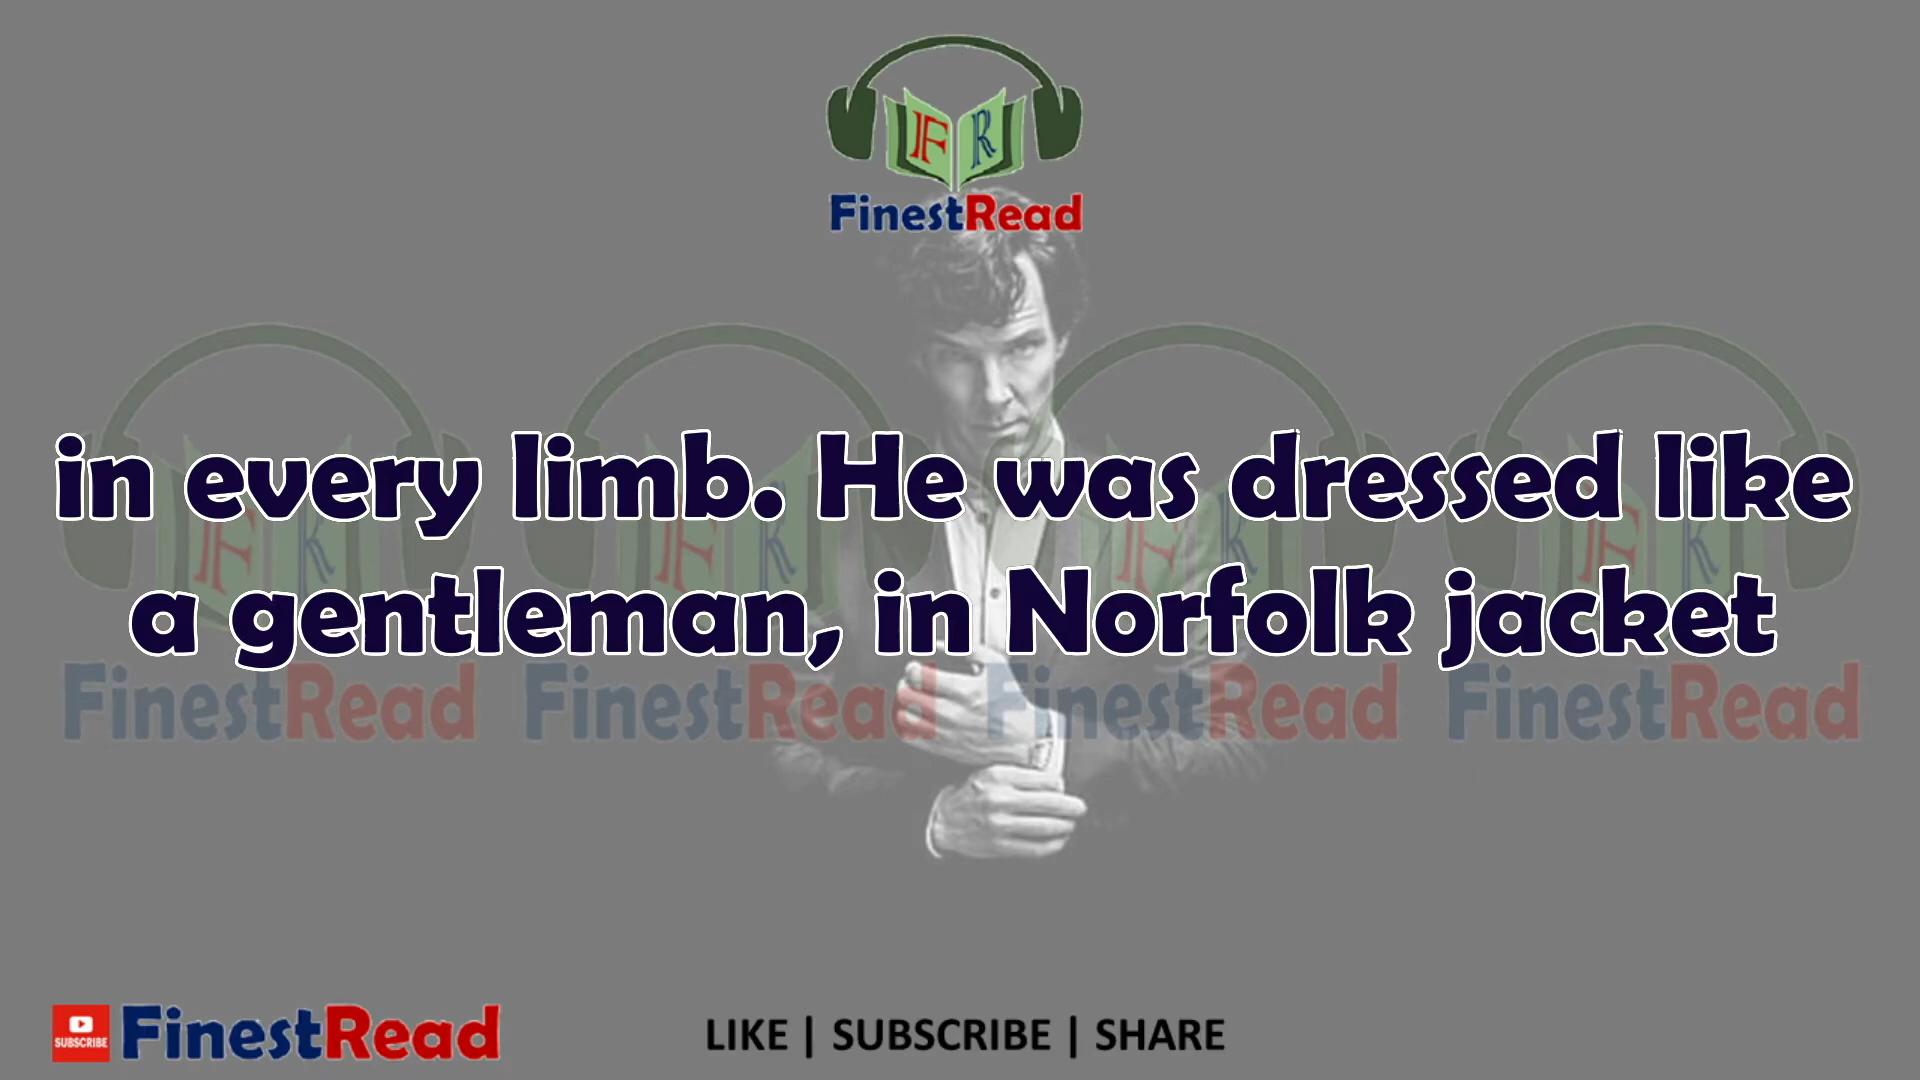 F R
FinestRead
in every limb. He was dressed like
a gentleman, in Norfolk jacket
F R F R F R F R
FinestRead FinestRead FinestRead FinestRead
SUBSCRIBE FinestRead
LIKE | SUBSCRIBE | SHARE